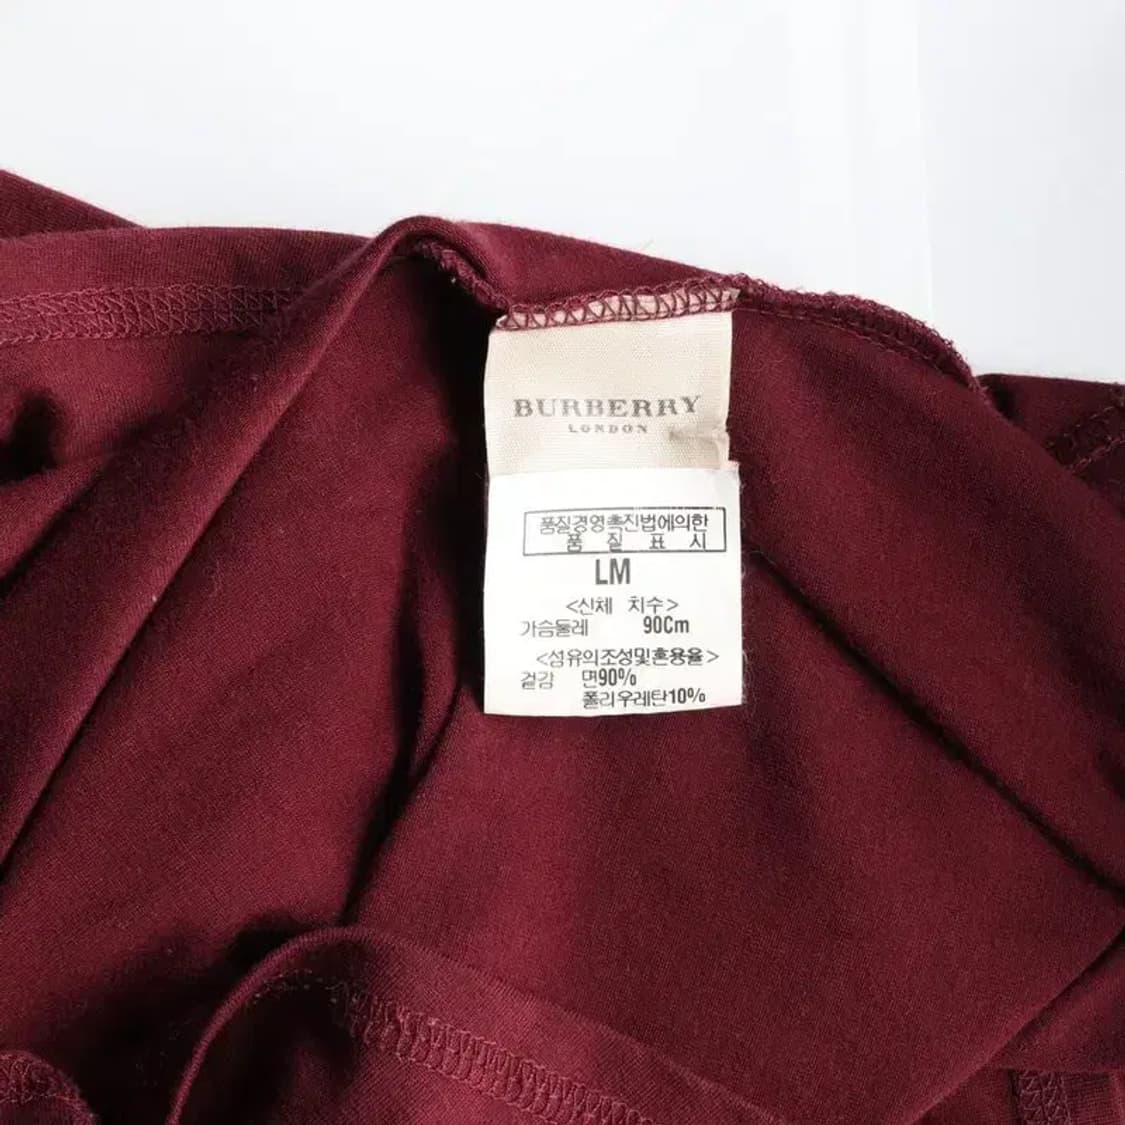 BURBERRY
LONDON
품질경영촉진법에의한
품 질 표 시
LM
<신체 치수>
가슴둘레 90Cm
<섬유의조성및혼용율>
겉감 면90%
폴리우레탄10%